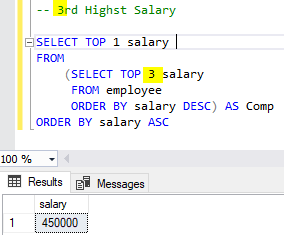 -- 3rd Highst Salary
SELECT TOP 1 salary
FROM
(SELECT TOP 3 salary
FROM employee
ORDER BY salary DESC) AS Comp
ORDER BY salary ASC
100 %
Results Messages
salary
1 450000